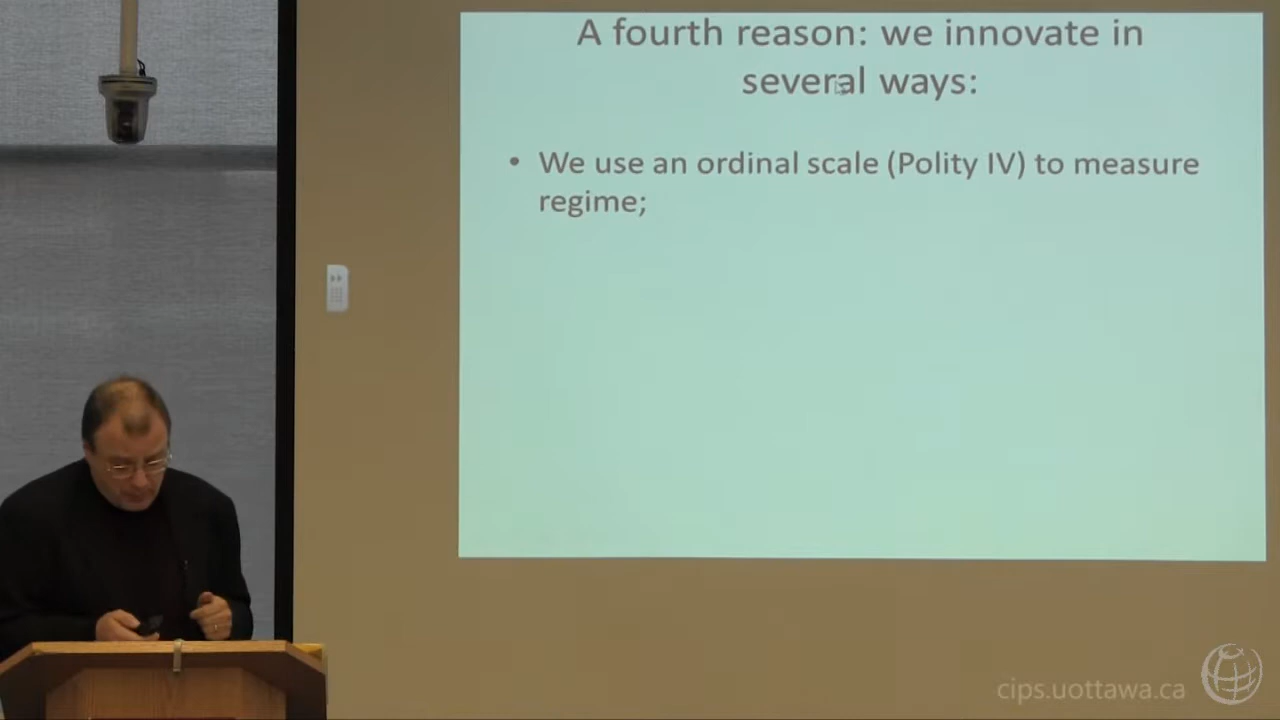 A fourth reason: we innovate in
several ways:
• We use an ordinal scale (Polity IV) to measure
regime;
cips.uottawa.ca